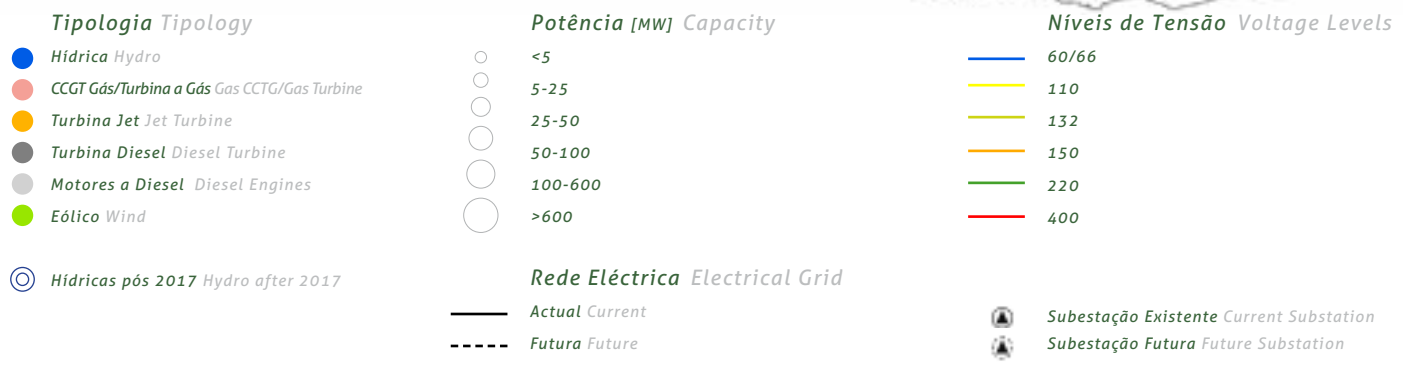 Tipologia Tipology
Hídrica Hydro
CCGT Gás/Turbina a Gás Gas CCTG/Gas Turbine
Turbina Jet Jet Turbine
Turbina Diesel Diesel Turbine
Motores a Diesel Diesel Engines
Eólico Wind
Hídricas pós 2017 Hydro after 2017
Potência [MW] Capacity
<5
5-25
25-50
50-100
100-600
>600
Rede Eléctrica Electrical Grid
Actual Current
Futura Future
Níveis de Tensão Voltage Levels
60/66
110
132
150
220
400
Subestação Existente Current Substation
Subestação Futura Future Substation